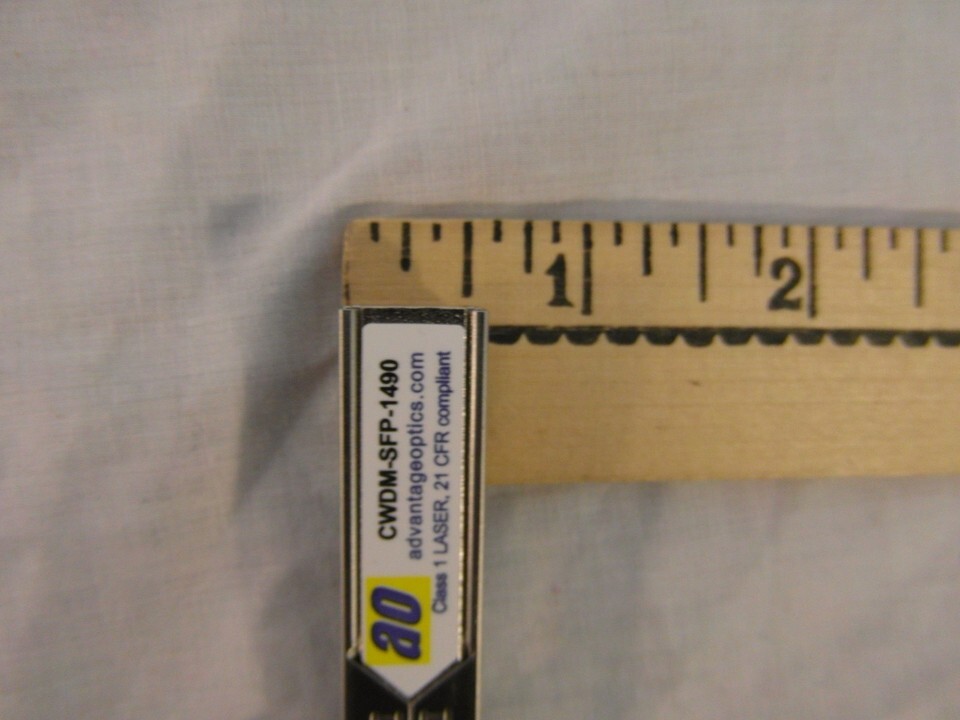 1 2
CWDM-SFP-1490
advantageoptics.com
Class 1 LASER, 21 CFR compliant
ao